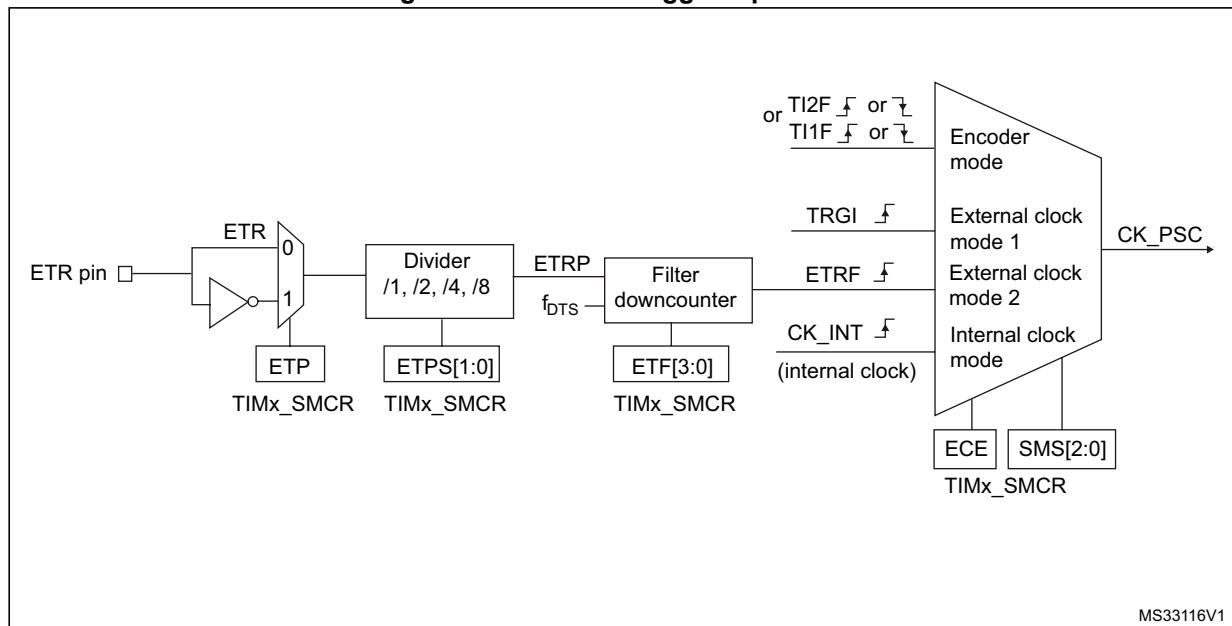 or TI2F or
TI1F or
Encoder
mode
TRGI
External clock
mode 1
CK_PSC
ETR
0
ETR pin
1
Divider
/1, /2, /4, /8
ETRP
fDTS
Filter
downcounter
ETRF
External clock
mode 2
CK_INT
(internal clock)
Internal clock
mode
ETP
TIMx_SMCR
ETPS[1:0]
TIMx_SMCR
ETF[3:0]
TIMx_SMCR
ECE
SMS[2:0]
TIMx_SMCR
MS33116V1